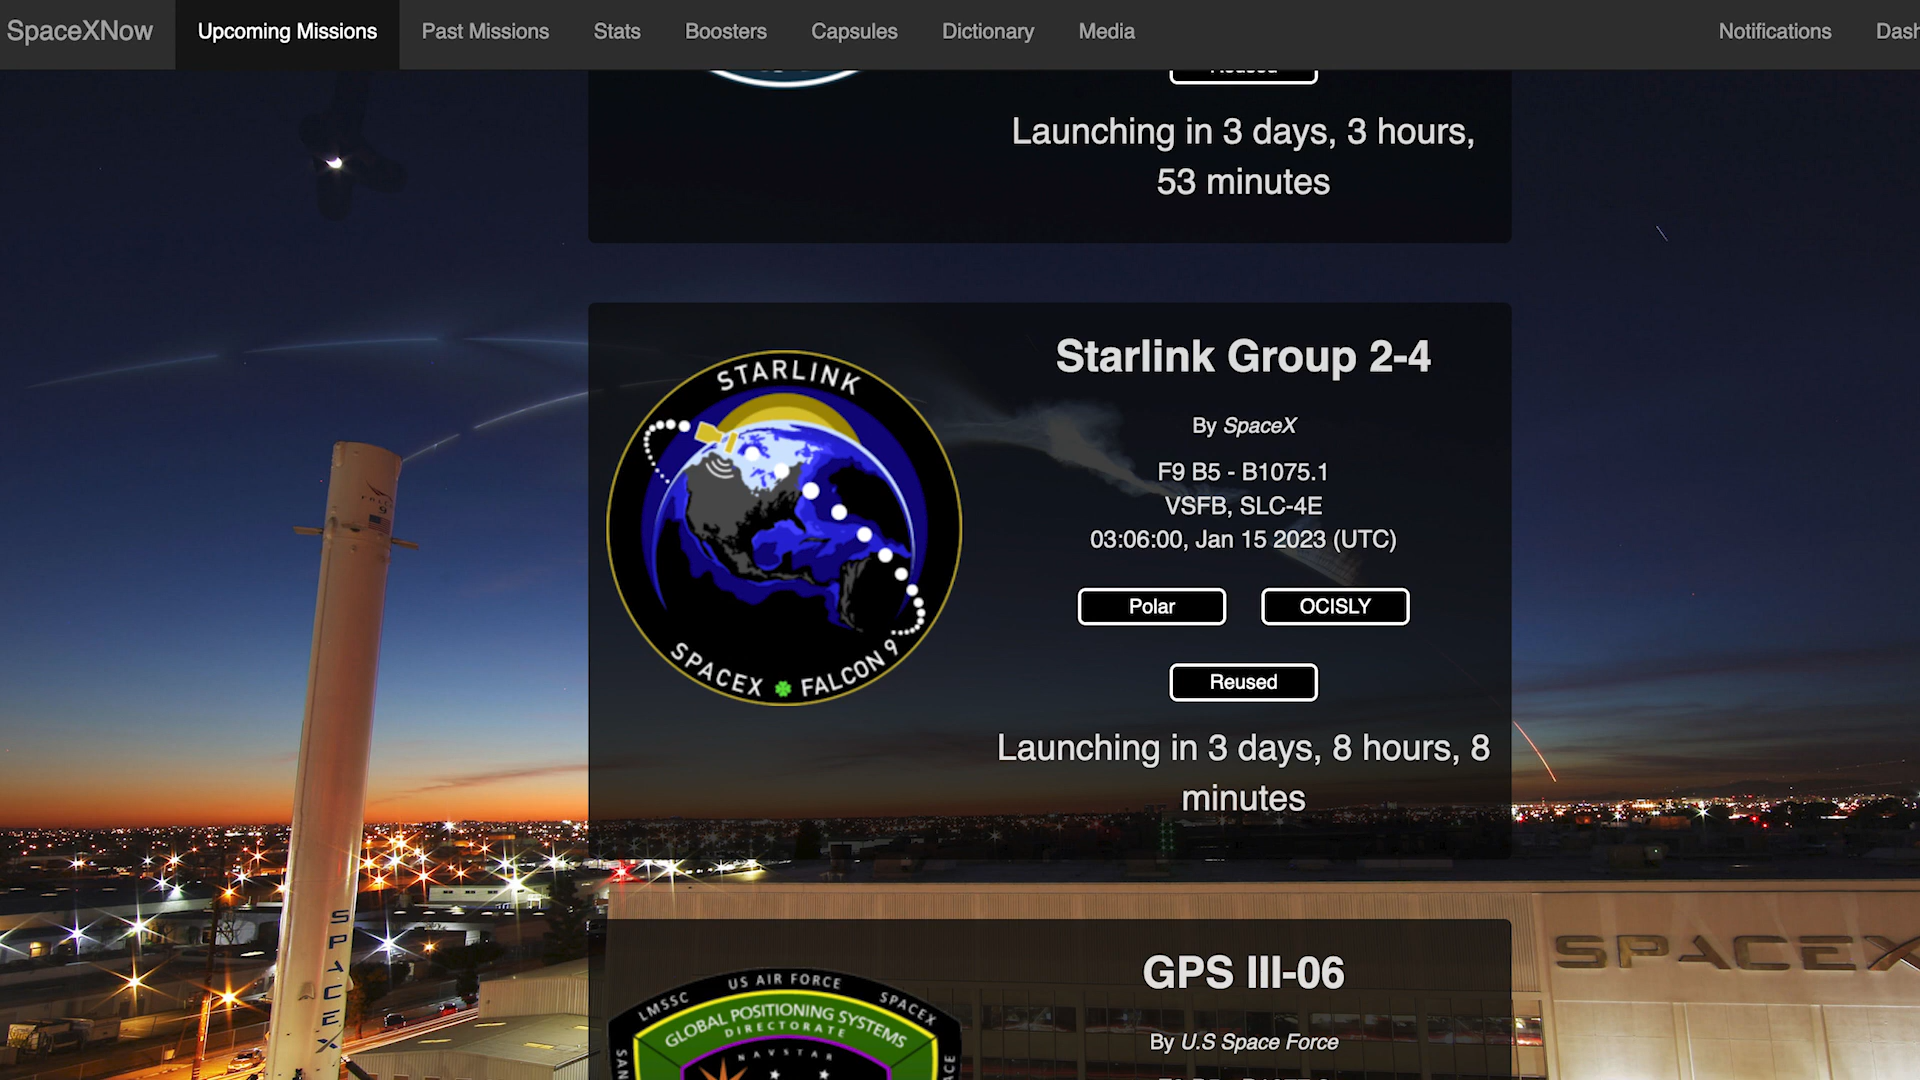 SpaceXNow
Upcoming Missions
Past Missions
Stats
Boosters
Capsules
Dictionary
Media
Notifications
Launching in 3 days, 3 hours,
53 minutes
STARLINK
SPACEX FALCON 9
Starlink Group 2-4
By SpaceX
F9 B5 - B1075.1
VSFB, SLC-4E
03:06:00, Jan 15 2023 (UTC)
Polar
OCISLY
Reused
Launching in 3 days, 8 hours, 8
minutes
FALCON
9
SPACEX
SPACEX
LMSSC
US AIR FORCE
SPACEX
GLOBAL POSITIONING SYSTEMS
DIRECTORATE
NAVSTAR
GPS III-06
By U.S Space Force